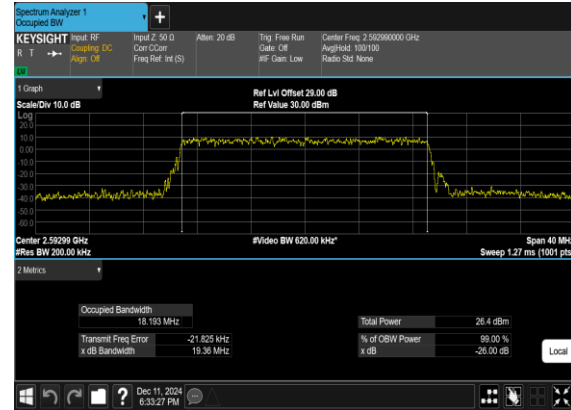 Spectrum Analyzer 1
Occupied BW
KEYSIGHT Input: RF Input Z: 50 Ω Atten: 20 dB Trig: Free Run Center Freq: 2.592990000 GHz
R T Coupling: DC Corr CCorr Gate: Off Avg|Hold: 100/100
Align: Off Freq Ref: Int (S) #IF Gain: Low Radio Std: None
LV
1 Graph Ref Lvl Offset 29.00 dB
Scale/Div 10.0 dB Ref Value 30.00 dBm
Log
20.0
10.0
0.00
-10.0
-20.0
-30.0
-40.0
-50.0
-60.0
Center 2.59299 GHz #Video BW 620.00 kHz* Span 40 MHz
#Res BW 200.00 kHz Sweep 1.27 ms (1001 pts
2 Metrics
Occupied Bandwidth
18.193 MHz Total Power 26.4 dBm
Transmit Freq Error -21.825 kHz % of OBW Power 99.00 %
x dB Bandwidth 19.36 MHz x dB -26.00 dB
Local
? Dec 11, 2024
6:33:27 PM